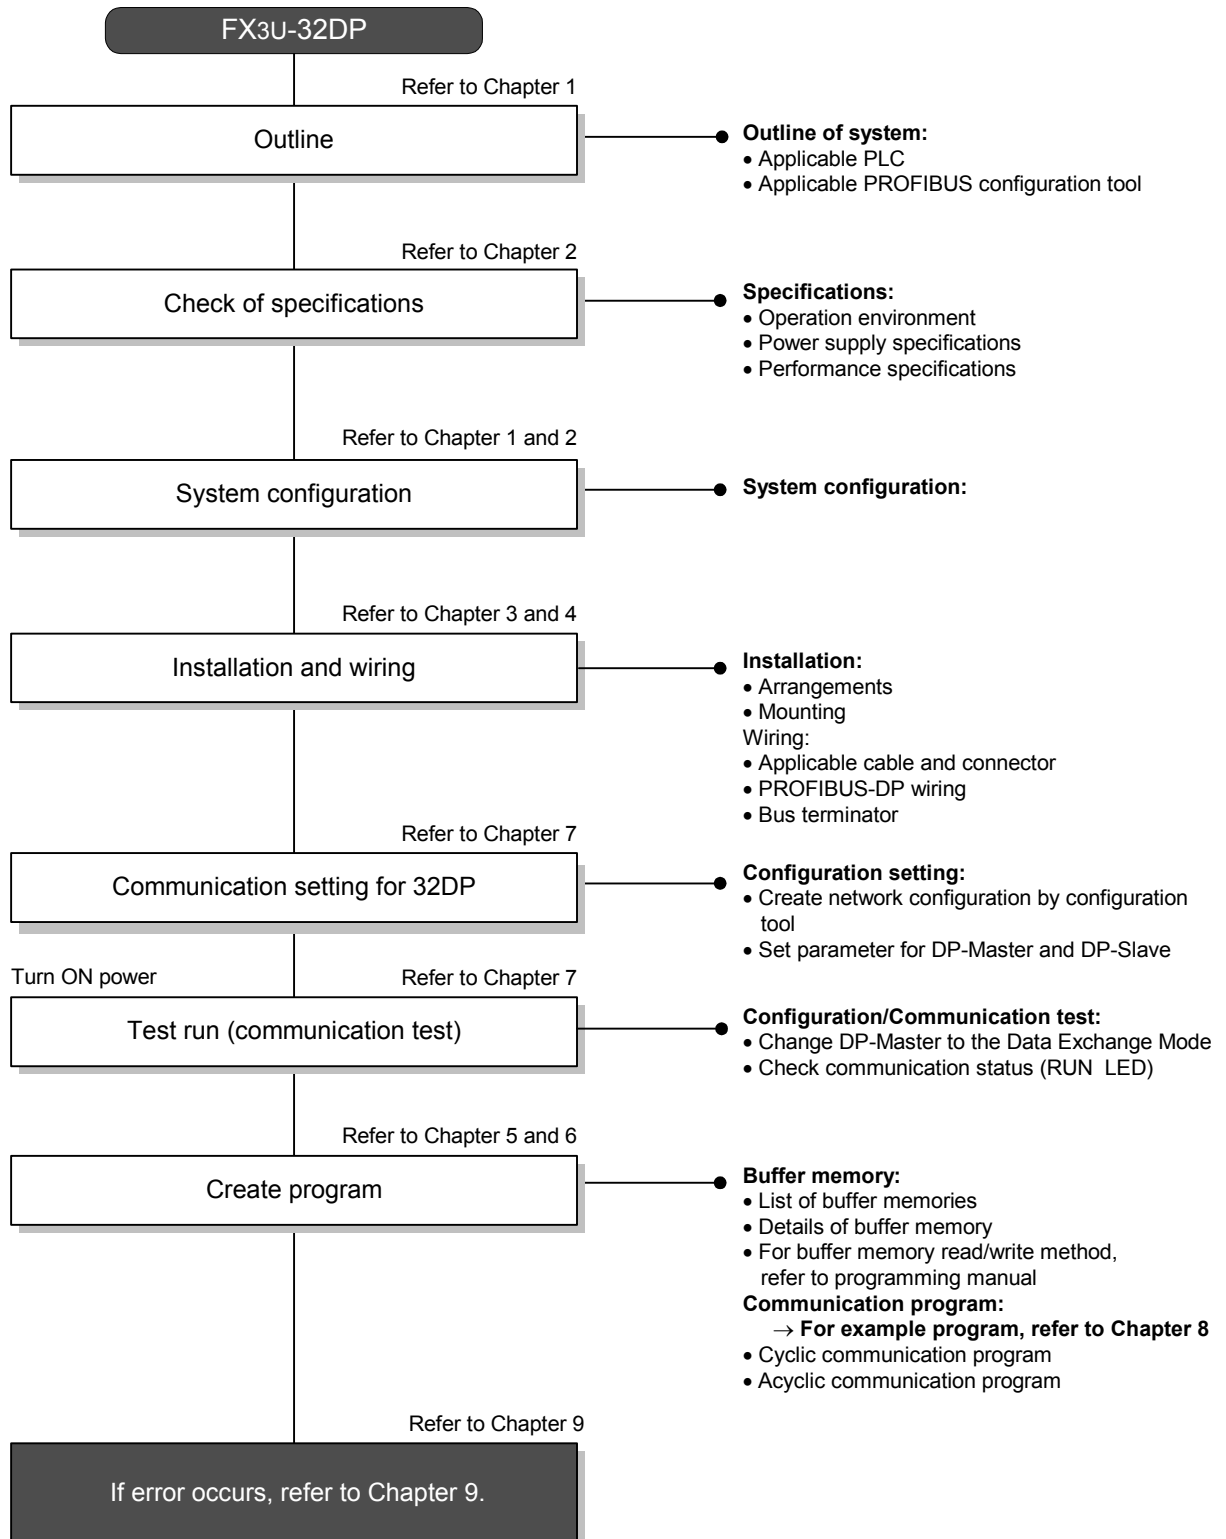 FX3U-32DP
Refer to Chapter 1
Outline
Outline of system:
• Applicable PLC
• Applicable PROFIBUS configuration tool
Refer to Chapter 2
Check of specifications
Specifications:
• Operation environment
• Power supply specifications
• Performance specifications
Refer to Chapter 1 and 2
System configuration
System configuration:
Refer to Chapter 3 and 4
Installation and wiring
Installation:
• Arrangements
• Mounting
Wiring:
• Applicable cable and connector
• PROFIBUS-DP wiring
• Bus terminator
Refer to Chapter 7
Communication setting for 32DP
Configuration setting:
• Create network configuration by configuration
tool
• Set parameter for DP-Master and DP-Slave
Turn ON power
Refer to Chapter 7
Test run (communication test)
Configuration/Communication test:
• Change DP-Master to the Data Exchange Mode
• Check communication status (RUN LED)
Refer to Chapter 5 and 6
Create program
Buffer memory:
• List of buffer memories
• Details of buffer memory
• For buffer memory read/write method,
refer to programming manual
Communication program:
→ For example program, refer to Chapter 8
• Cyclic communication program
• Acyclic communication program
Refer to Chapter 9
If error occurs, refer to Chapter 9.